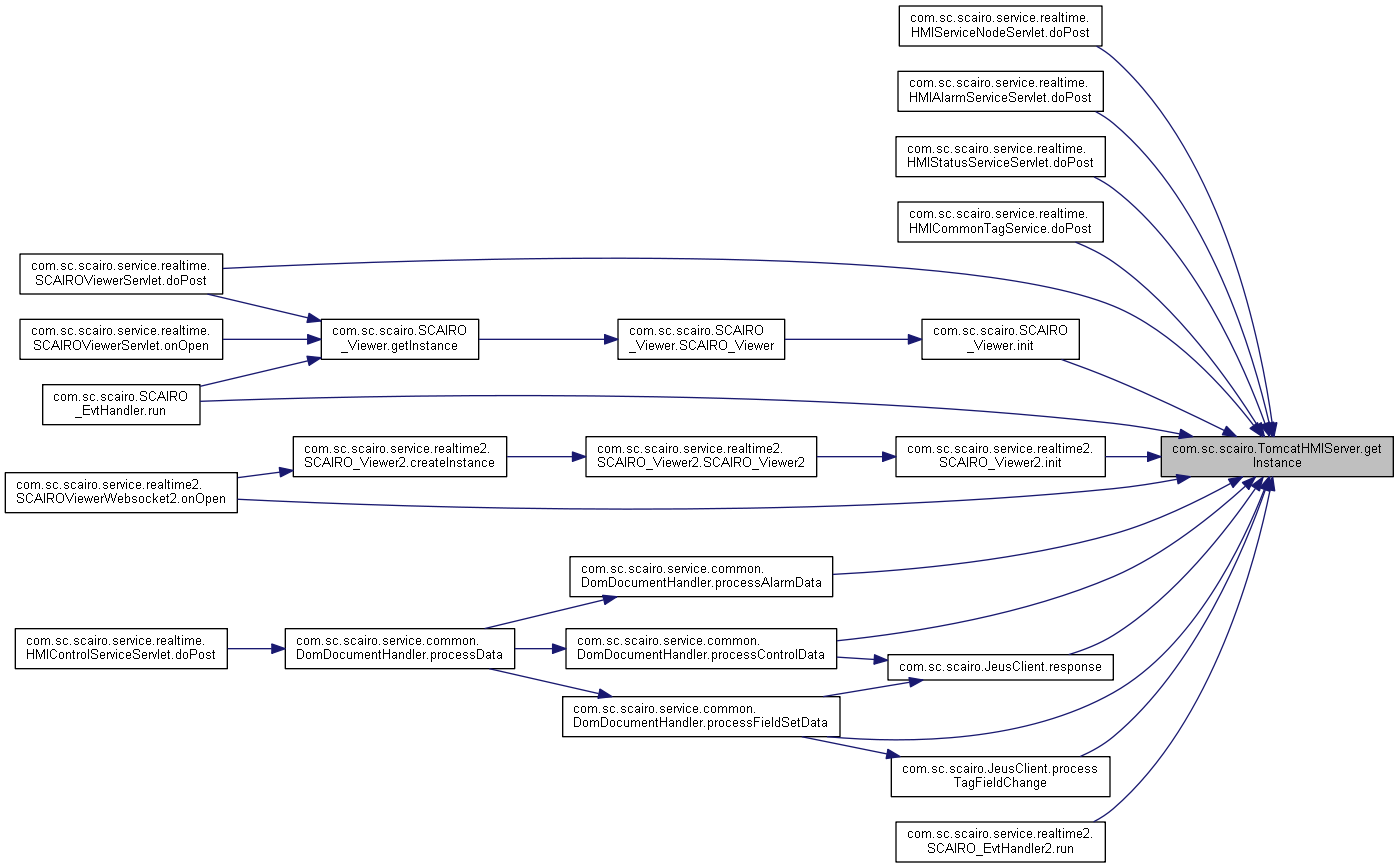 com.sc.scairo.service.realtime.
HMIServiceNodeServlet.doPost
com.sc.scairo.service.realtime.
HMIAlarmServiceServlet.doPost
com.sc.scairo.service.realtime.
HMIStatusServiceServlet.doPost
com.sc.scairo.service.realtime.
HMICommonTagService.doPost
com.sc.scairo.service.realtime.
SCAIROViewerServlet.doPost
com.sc.scairo.service.realtime.
SCAIROViewerServlet.onOpen
com.sc.scairo.SCAIRO
_Viewer.getInstance
com.sc.scairo.SCAIRO
_Viewer.SCAIRO_Viewer
com.sc.scairo.SCAIRO
_Viewer.init
com.sc.scairo.SCAIRO
_EvtHandler.run
com.sc.scairo.service.realtime2.
SCAIRO_Viewer2.createInstance
com.sc.scairo.service.realtime2.
SCAIRO_Viewer2.SCAIRO_Viewer2
com.sc.scairo.service.realtime2.
SCAIRO_Viewer2.init
com.sc.scairo.TomcatHMIServer.get
Instance
com.sc.scairo.service.realtime2.
SCAIROViewerWebsocket2.onOpen
com.sc.scairo.service.common.
DomDocumentHandler.processAlarmData
com.sc.scairo.service.realtime.
HMIControlServiceServlet.doPost
com.sc.scairo.service.common.
DomDocumentHandler.processData
com.sc.scairo.service.common.
DomDocumentHandler.processControlData
com.sc.scairo.JeusClient.response
com.sc.scairo.service.common.
DomDocumentHandler.processFieldSetData
com.sc.scairo.JeusClient.process
TagFieldChange
com.sc.scairo.service.realtime2.
SCAIRO_EvtHandler2.run